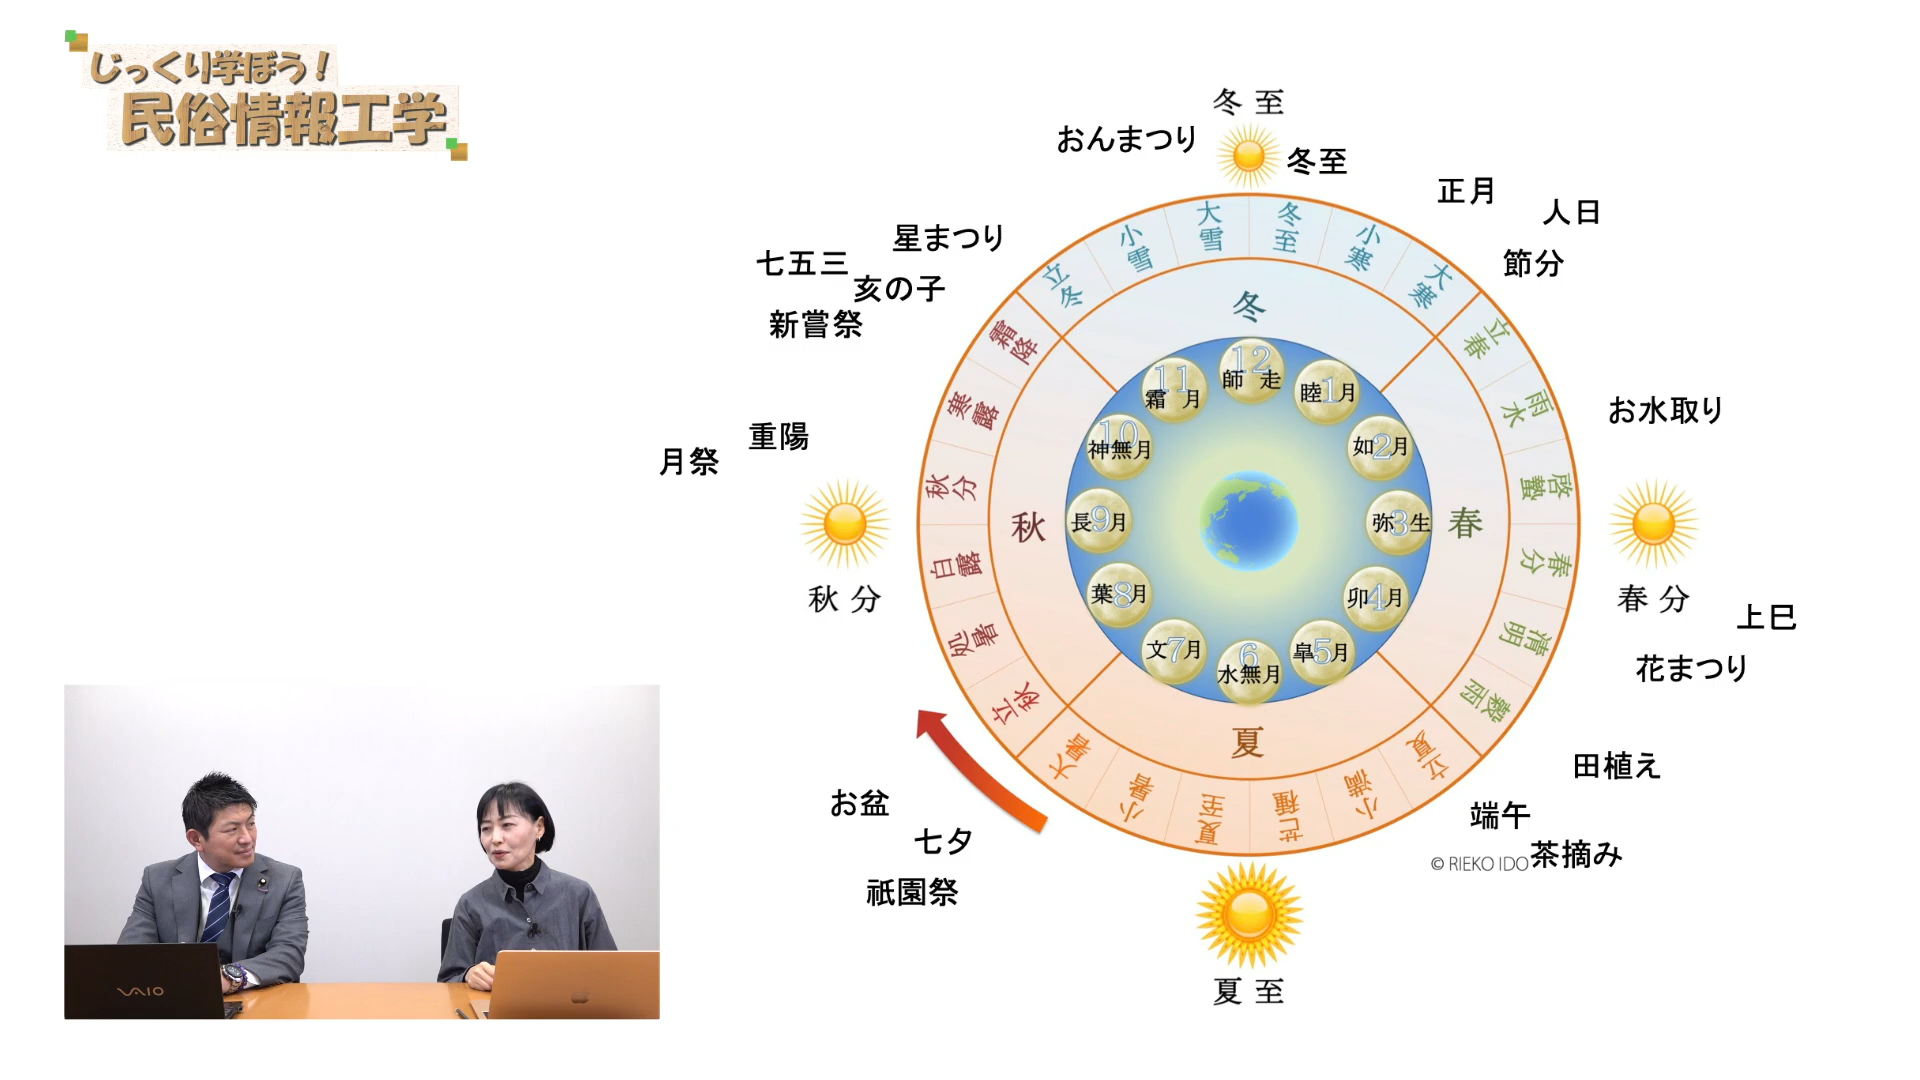 じっくり学ぼう!
民俗情報工学
冬至
おんまつり
冬至
正月
人日
節分
星まつり
七五三
亥の子
新嘗祭
重陽
月祭
お水取り
秋分
春分
上巳
花まつり
田植え
端午
茶摘み
© RIEKO IDO
お盆
七夕
祇園祭
夏至
冬至
小寒
大寒
立春
雨水
啓蟄
春分
清明
穀雨
立夏
小満
芒種
夏至
小暑
大暑
立秋
処暑
白露
秋分
寒露
霜降
立冬
小雪
大雪
冬
春
夏
秋
12
師走
睦1月
如2月
弥3生
卯4月
皐5月
6
水無月
文7月
葉8月
長9月
10
神無月
11
霜月
VAIO